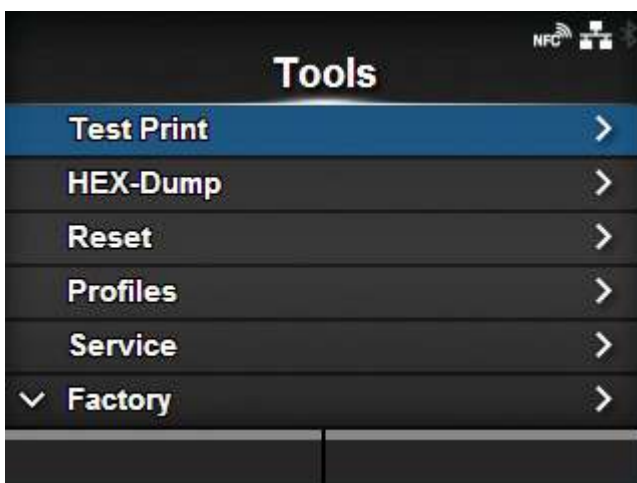 NFC
Tools
Test Print
HEX-Dump
Reset
Profiles
Service
Factory